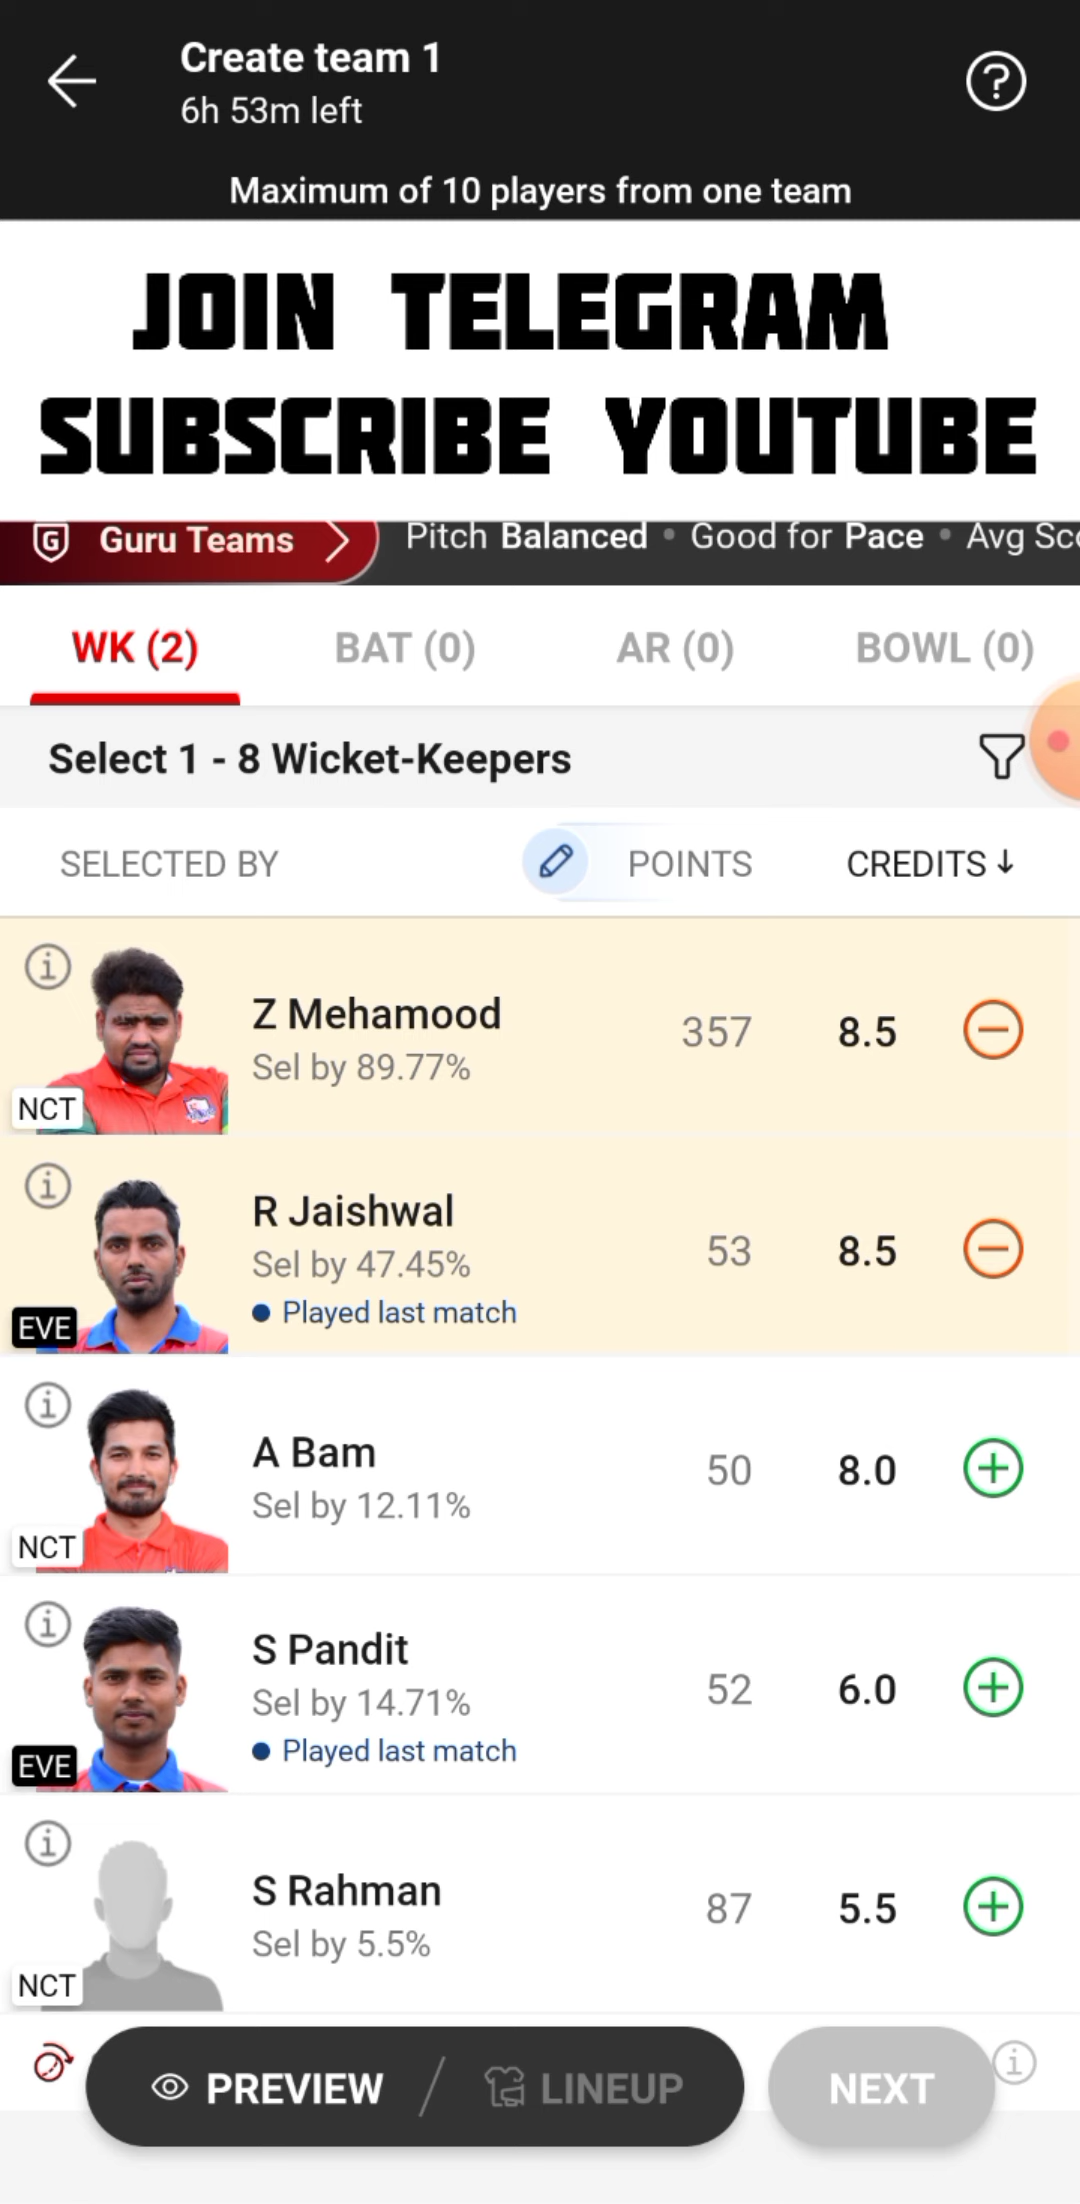 Create team 1
6h 53m left
Maximum of 10 players from one team
JOIN TELEGRAM
SUBSCRIBE YOUTUBE
G Guru Teams Pitch Balanced • Good for Pace • Avg
WK (2) BAT (0) AR (0) BOWL (0)
Select 1 - 8 Wicket-Keepers
SELECTED BY POINTS CREDITS ↓
Z Mehamood 357 8.5
Sel by 89.77%
NCT
R Jaishwal 53 8.5
Sel by 47.45%
• Played last match
EVE
A Bam 50 8.0
Sel by 12.11%
NCT
S Pandit 52 6.0
Sel by 14.71%
• Played last match
EVE
S Rahman 87 5.5
Sel by 5.5%
NCT
PREVIEW / LINEUP NEXT